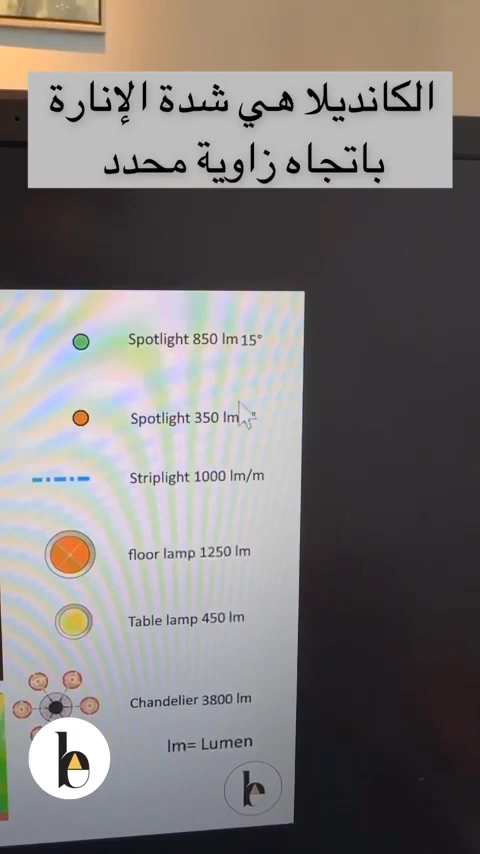 الكانديلا هي شدة الإنارة
باتجاه زاوية محدد
Spotlight 850 lm 15°
Spotlight 350 lm
Striplight 1000 lm/m
floor lamp 1250 lm
Table lamp 450 lm
Chandelier 3800 lm
lm= Lumen